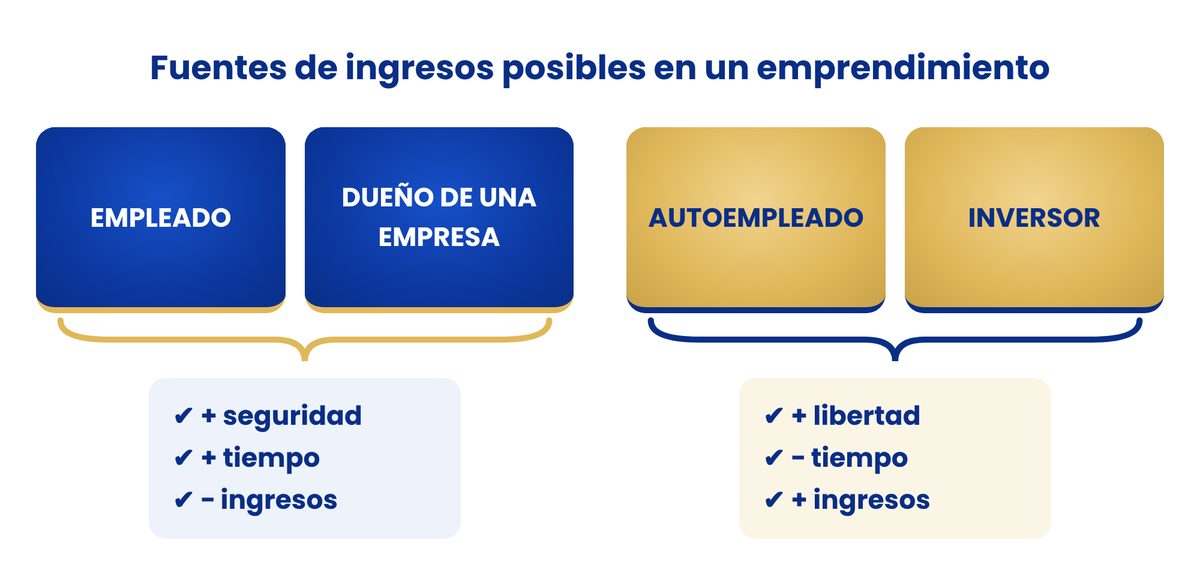 Fuentes de ingresos posibles en un emprendimiento
EMPLEADO
DUEÑO DE UNA
EMPRESA
AUTOEMPLEADO
INVERSOR
✔ + seguridad
✔ + tiempo
✔ − ingresos
✔ + libertad
✔ − tiempo
✔ + ingresos